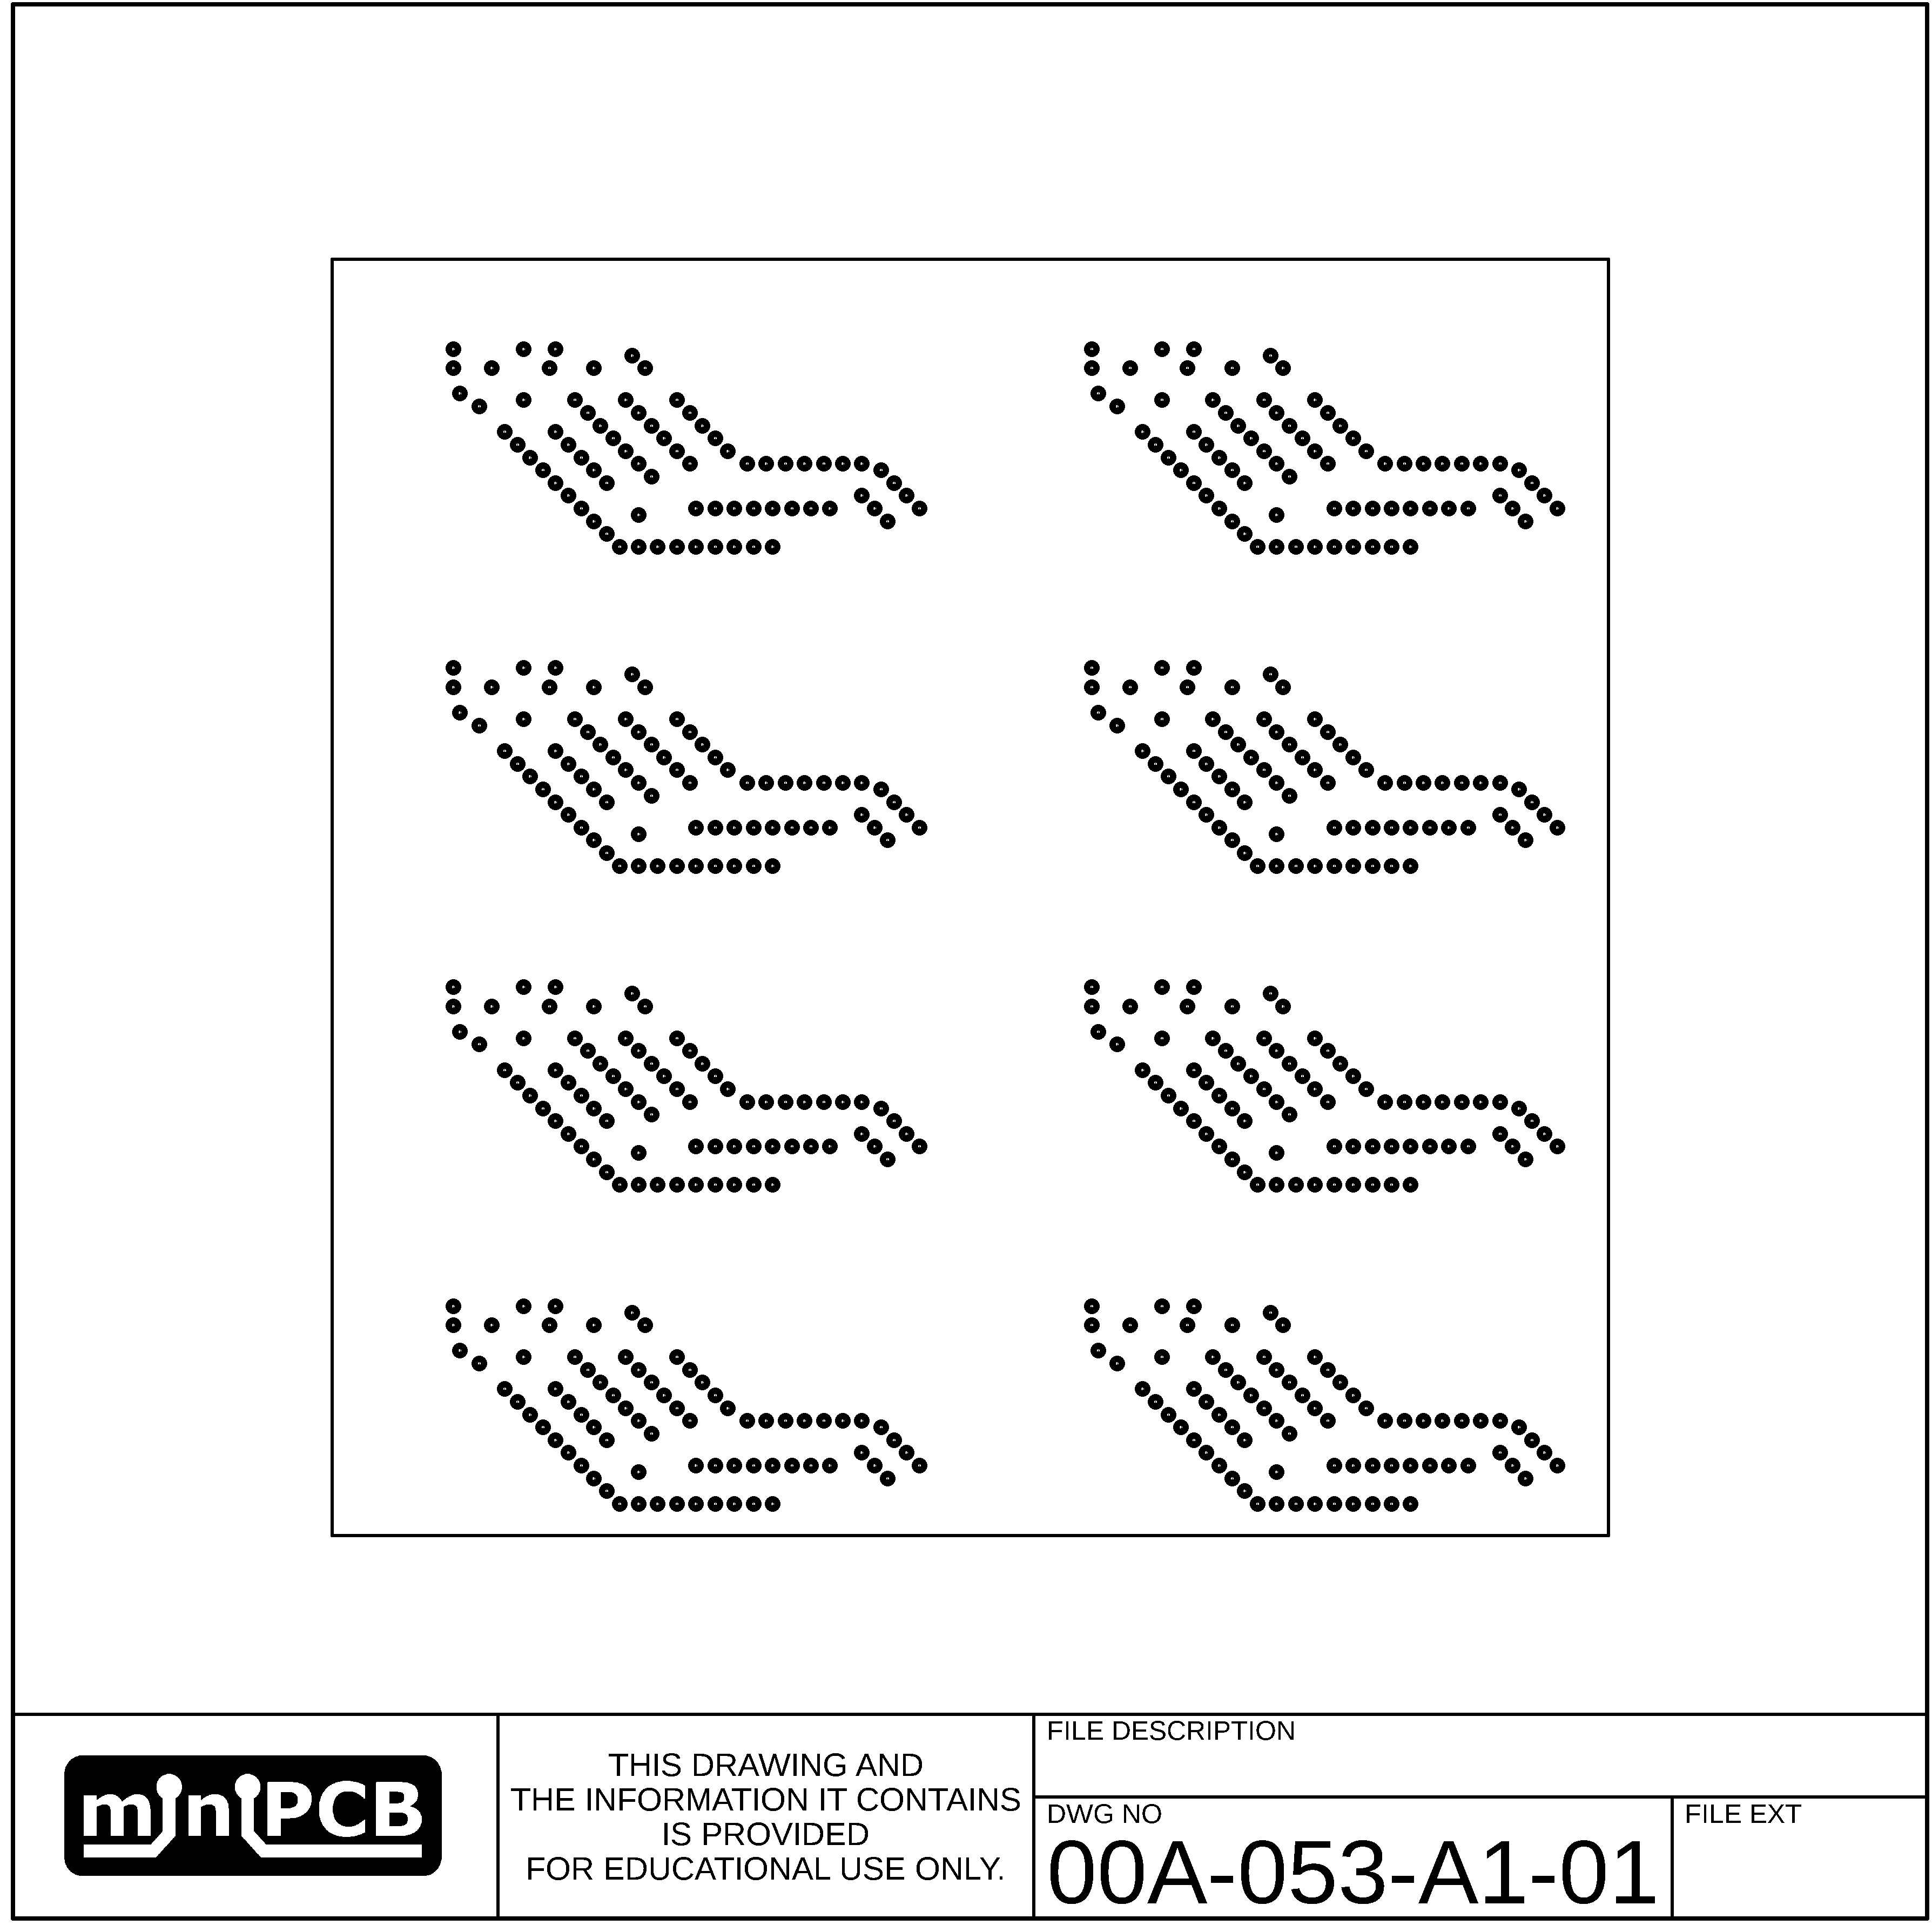 miniPCB
THIS DRAWING AND
THE INFORMATION IT CONTAINS
IS PROVIDED
FOR EDUCATIONAL USE ONLY.
FILE DESCRIPTION
DWG NO
00A-053-A1-01
FILE EXT